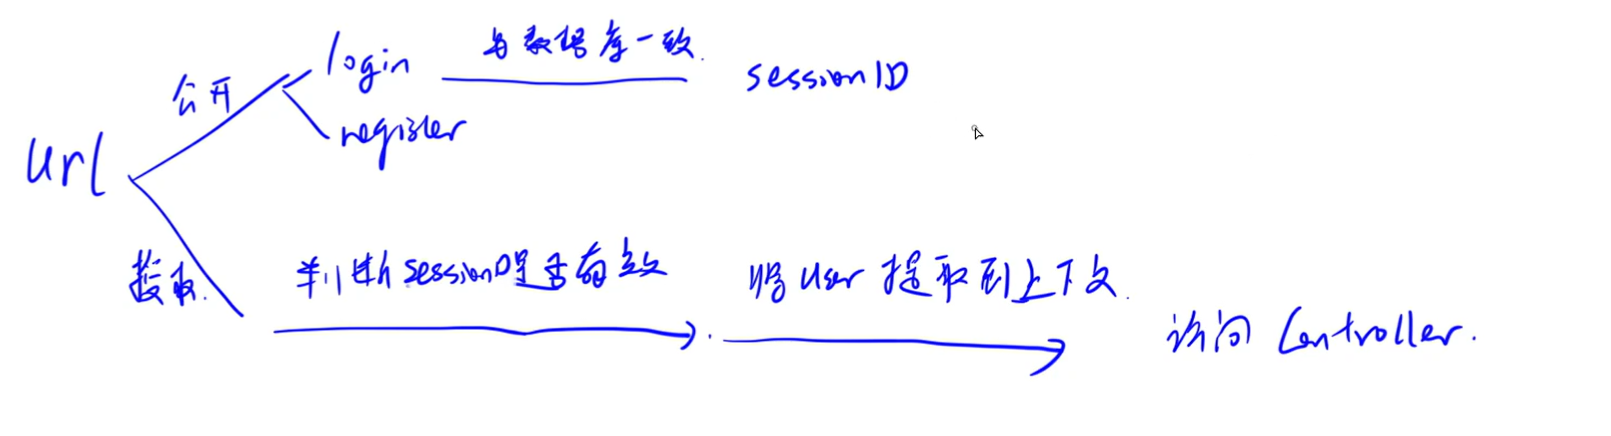 url
公开
login
register
与数据库一致.
sessionID
授权.
判断sessionID是否有效
将user提取到上下文.
访问 Controller.